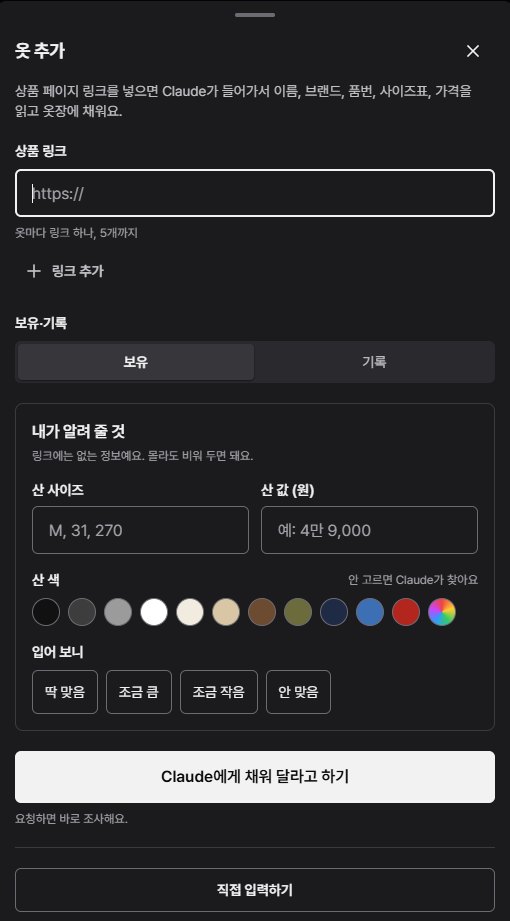 옷 추가
상품 페이지 링크를 넣으면 Claude가 들어가서 이름, 브랜드, 품번, 사이즈표, 가격을
읽고 옷장에 채워요.
상품 링크
https://
옷마다 링크 하나, 5개까지
링크 추가
보유·기록
보유 기록
내가 알려 줄 것
링크에는 없는 정보예요. 몰라도 비워 두면 돼요.
산 사이즈 산 값 (원)
M, 31, 270 예: 4만 9,000
산 색 안 고르면 Claude가 찾아요
입어 보니
딱 맞음 조금 큼 조금 작음 안 맞음
Claude에게 채워 달라고 하기
요청하면 바로 조사해요.
직접 입력하기